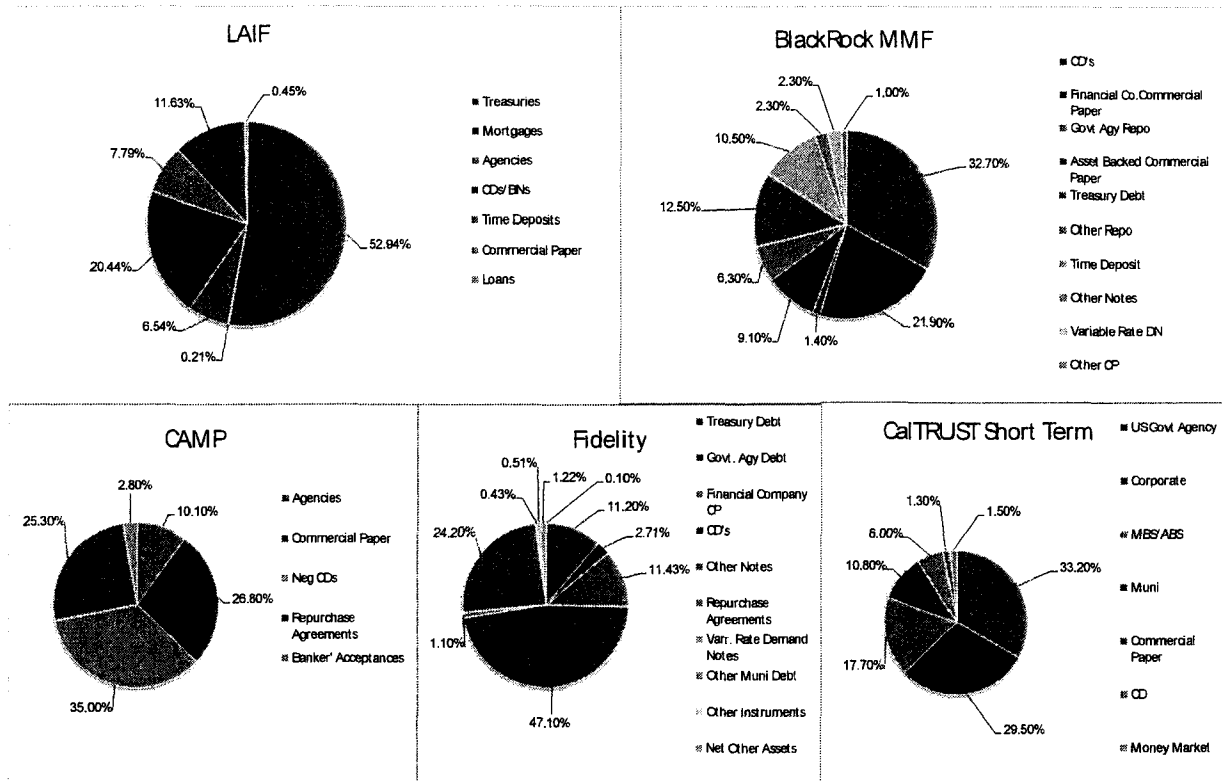 LAIF
11.63%
0.45%
7.79%
20.44%
6.54%
0.21%
52.94%
Treasuries
Mortgages
Agencies
CDs/BNs
Time Deposits
Commercial Paper
Loans
BlackRock MMF
2.30%
2.30%
1.00%
10.50%
32.70%
12.50%
6.30%
9.10%
1.40%
21.90%
CD's
Financial Co.Commercial
Paper
Govt Agy Repo
Asset Backed Commercial
Paper
Treasury Debt
Other Repo
Time Deposit
Other Notes
Variable Rate DN
Other CP
CAMP
2.80%
10.10%
25.30%
26.80%
35.00%
Agencies
Commercial Paper
Neg CDs
Repurchase
Agreements
Banker' Acceptances
Fidelity
0.51%
1.22%
0.10%
0.43%
11.20%
24.20%
2.71%
11.43%
1.10%
47.10%
Treasury Debt
Govt. Agy Debt
Financial Company
CP
CD's
Other Notes
Repurchase
Agreements
Varr. Rate Demand
Notes
Other Muni Debt
Other Instruments
Net Other Assets
CalTRUST Short Term
1.30%
1.50%
6.00%
10.80%
33.20%
17.70%
29.50%
US Govt Agency
Corporate
MBS/ABS
Muni
Commercial
Paper
CD
Money Market